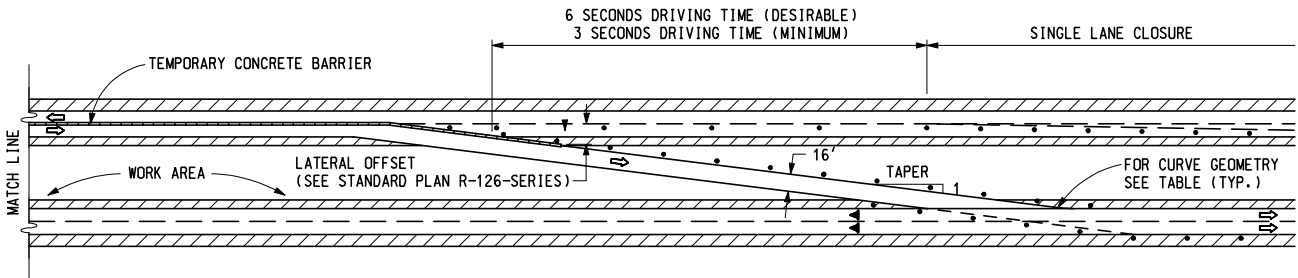 6 SECONDS DRIVING TIME (DESIRABLE)
3 SECONDS DRIVING TIME (MINIMUM)
SINGLE LANE CLOSURE
TEMPORARY CONCRETE BARRIER
MATCH LINE
WORK AREA
LATERAL OFFSET
(SEE STANDARD PLAN R-126-SERIES)
16'
TAPER
1
FOR CURVE GEOMETRY
SEE TABLE (TYP.)